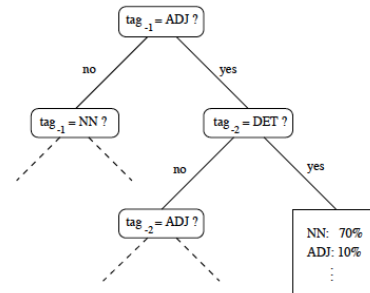 tag-1 = ADJ ?
no
yes
tag-1 = NN ?
tag-2 = DET ?
no
yes
tag-2 = ADJ ?
NN: 70%
ADJ: 10%
⋮